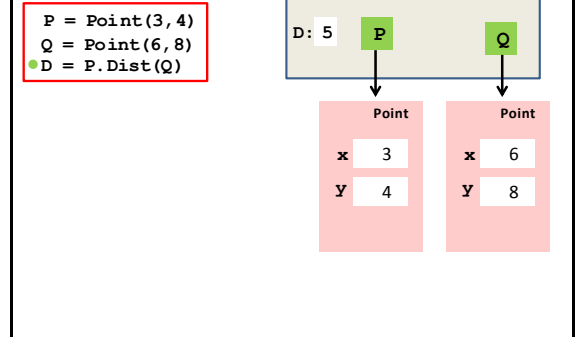 P = Point(3,4)
Q = Point(6,8)
D = P.Dist(Q)
D: 5 P Q
Point Point
x 3 x 6
y 4 y 8